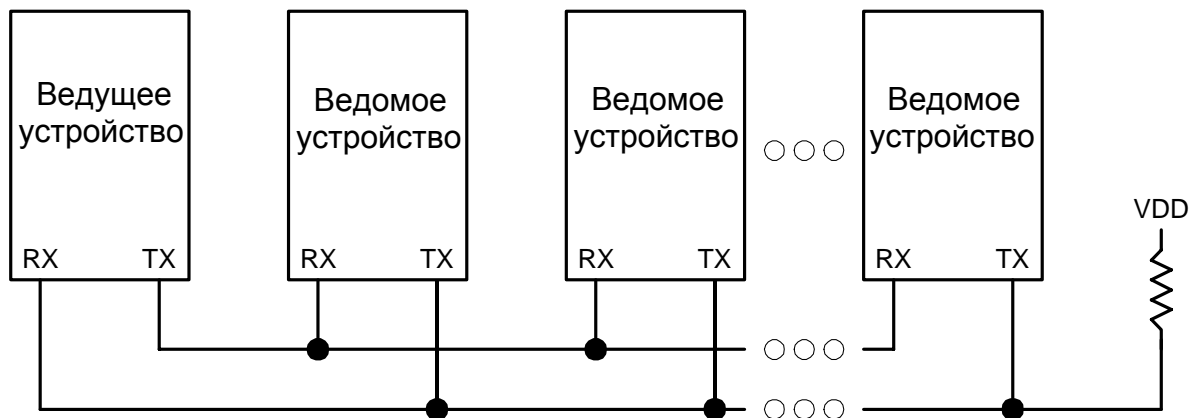 Ведущее
устройство
Ведомое
устройство
Ведомое
устройство
Ведомое
устройство
VDD
RX TX
RX TX
RX TX
RX TX